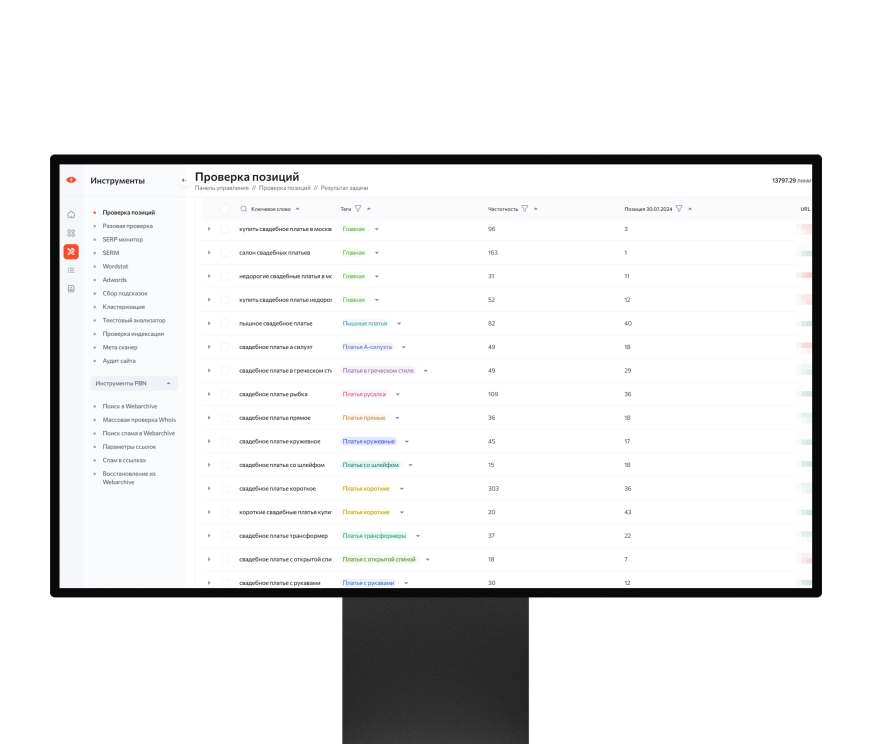 Инструменты
Проверка позиций
Панель управления // Проверка позиций // Результат задачи
13797.29 лими
Проверка позиций
Разовая проверка
SERP монитор
SERM
Wordstat
Adwords
Сбор подсказок
Кластеризация
Текстовый анализатор
Проверка индексации
Мета сканер
Аудит сайта
Инструменты PBN
Поиск в Webarchive
Массовая проверка Whois
Поиск спама в Webarchive
Параметры ссылок
Спам в ссылках
Восстановление из
Webarchive
Ключевое слово Теги Частотность Позиция 30.07.2024 URL
купить свадебное платье в москв Главная 96 3
салон свадебных платьев Главная 163 1
недорогие свадебные платья в мс Главная 31 11
купить свадебное платье недорог Главная 52 12
пышное свадебное платье Пышные платья 82 40
свадебное платье а силуэт Платья А-силуэта 49 18
свадебное платье в греческом сти Платья в греческом стиле 49 29
свадебное платье рыбка Платья русалка 109 36
свадебное платье прямое Платья прямые 36 18
свадебное платье кружевное Платья кружевные 45 17
свадебное платье со шлейфом Платья со шлейфом 15 18
свадебное платье короткое Платья короткие 303 36
короткие свадебные платья купит Платья короткие 20 43
свадебное платье трансформер Платья трансформеры 37 22
свадебное платье с открытой спи Платья с открытой спиной 18 7
свадебное платье с рукавами Платья с рукавами 30 12